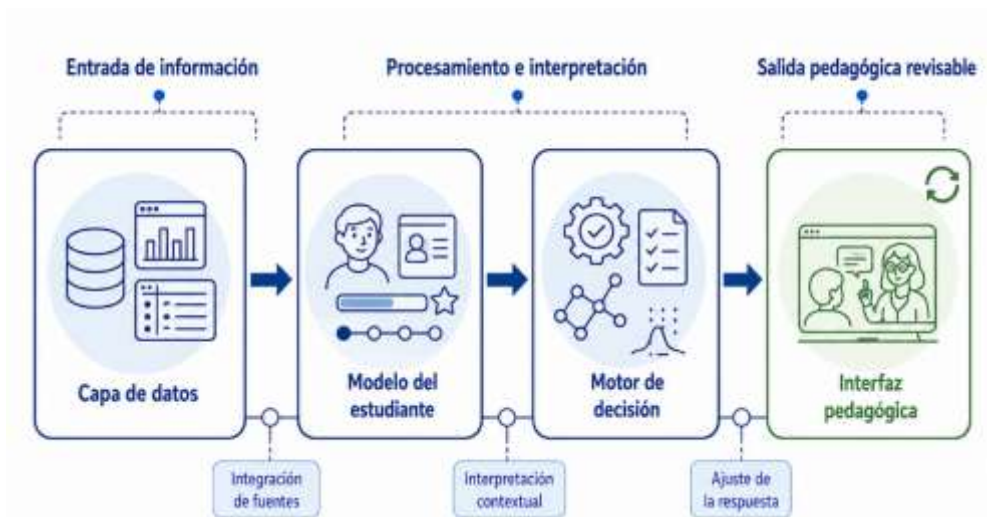 Entrada de información
Procesamiento e interpretación
Salida pedagógica revisable
Capa de datos
Modelo del
estudiante
Motor de
decisión
Interfaz
pedagógica
Integración
de fuentes
Interpretación
contextual
Ajuste de
la respuesta